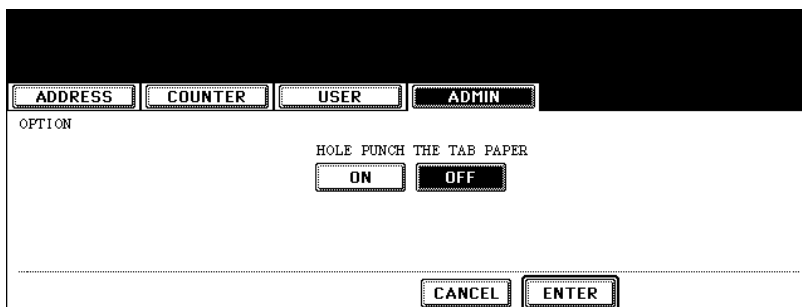 ADDRESS COUNTER USER ADMIN
OPTION
HOLE PUNCH THE TAB PAPER
ON OFF
CANCEL ENTER